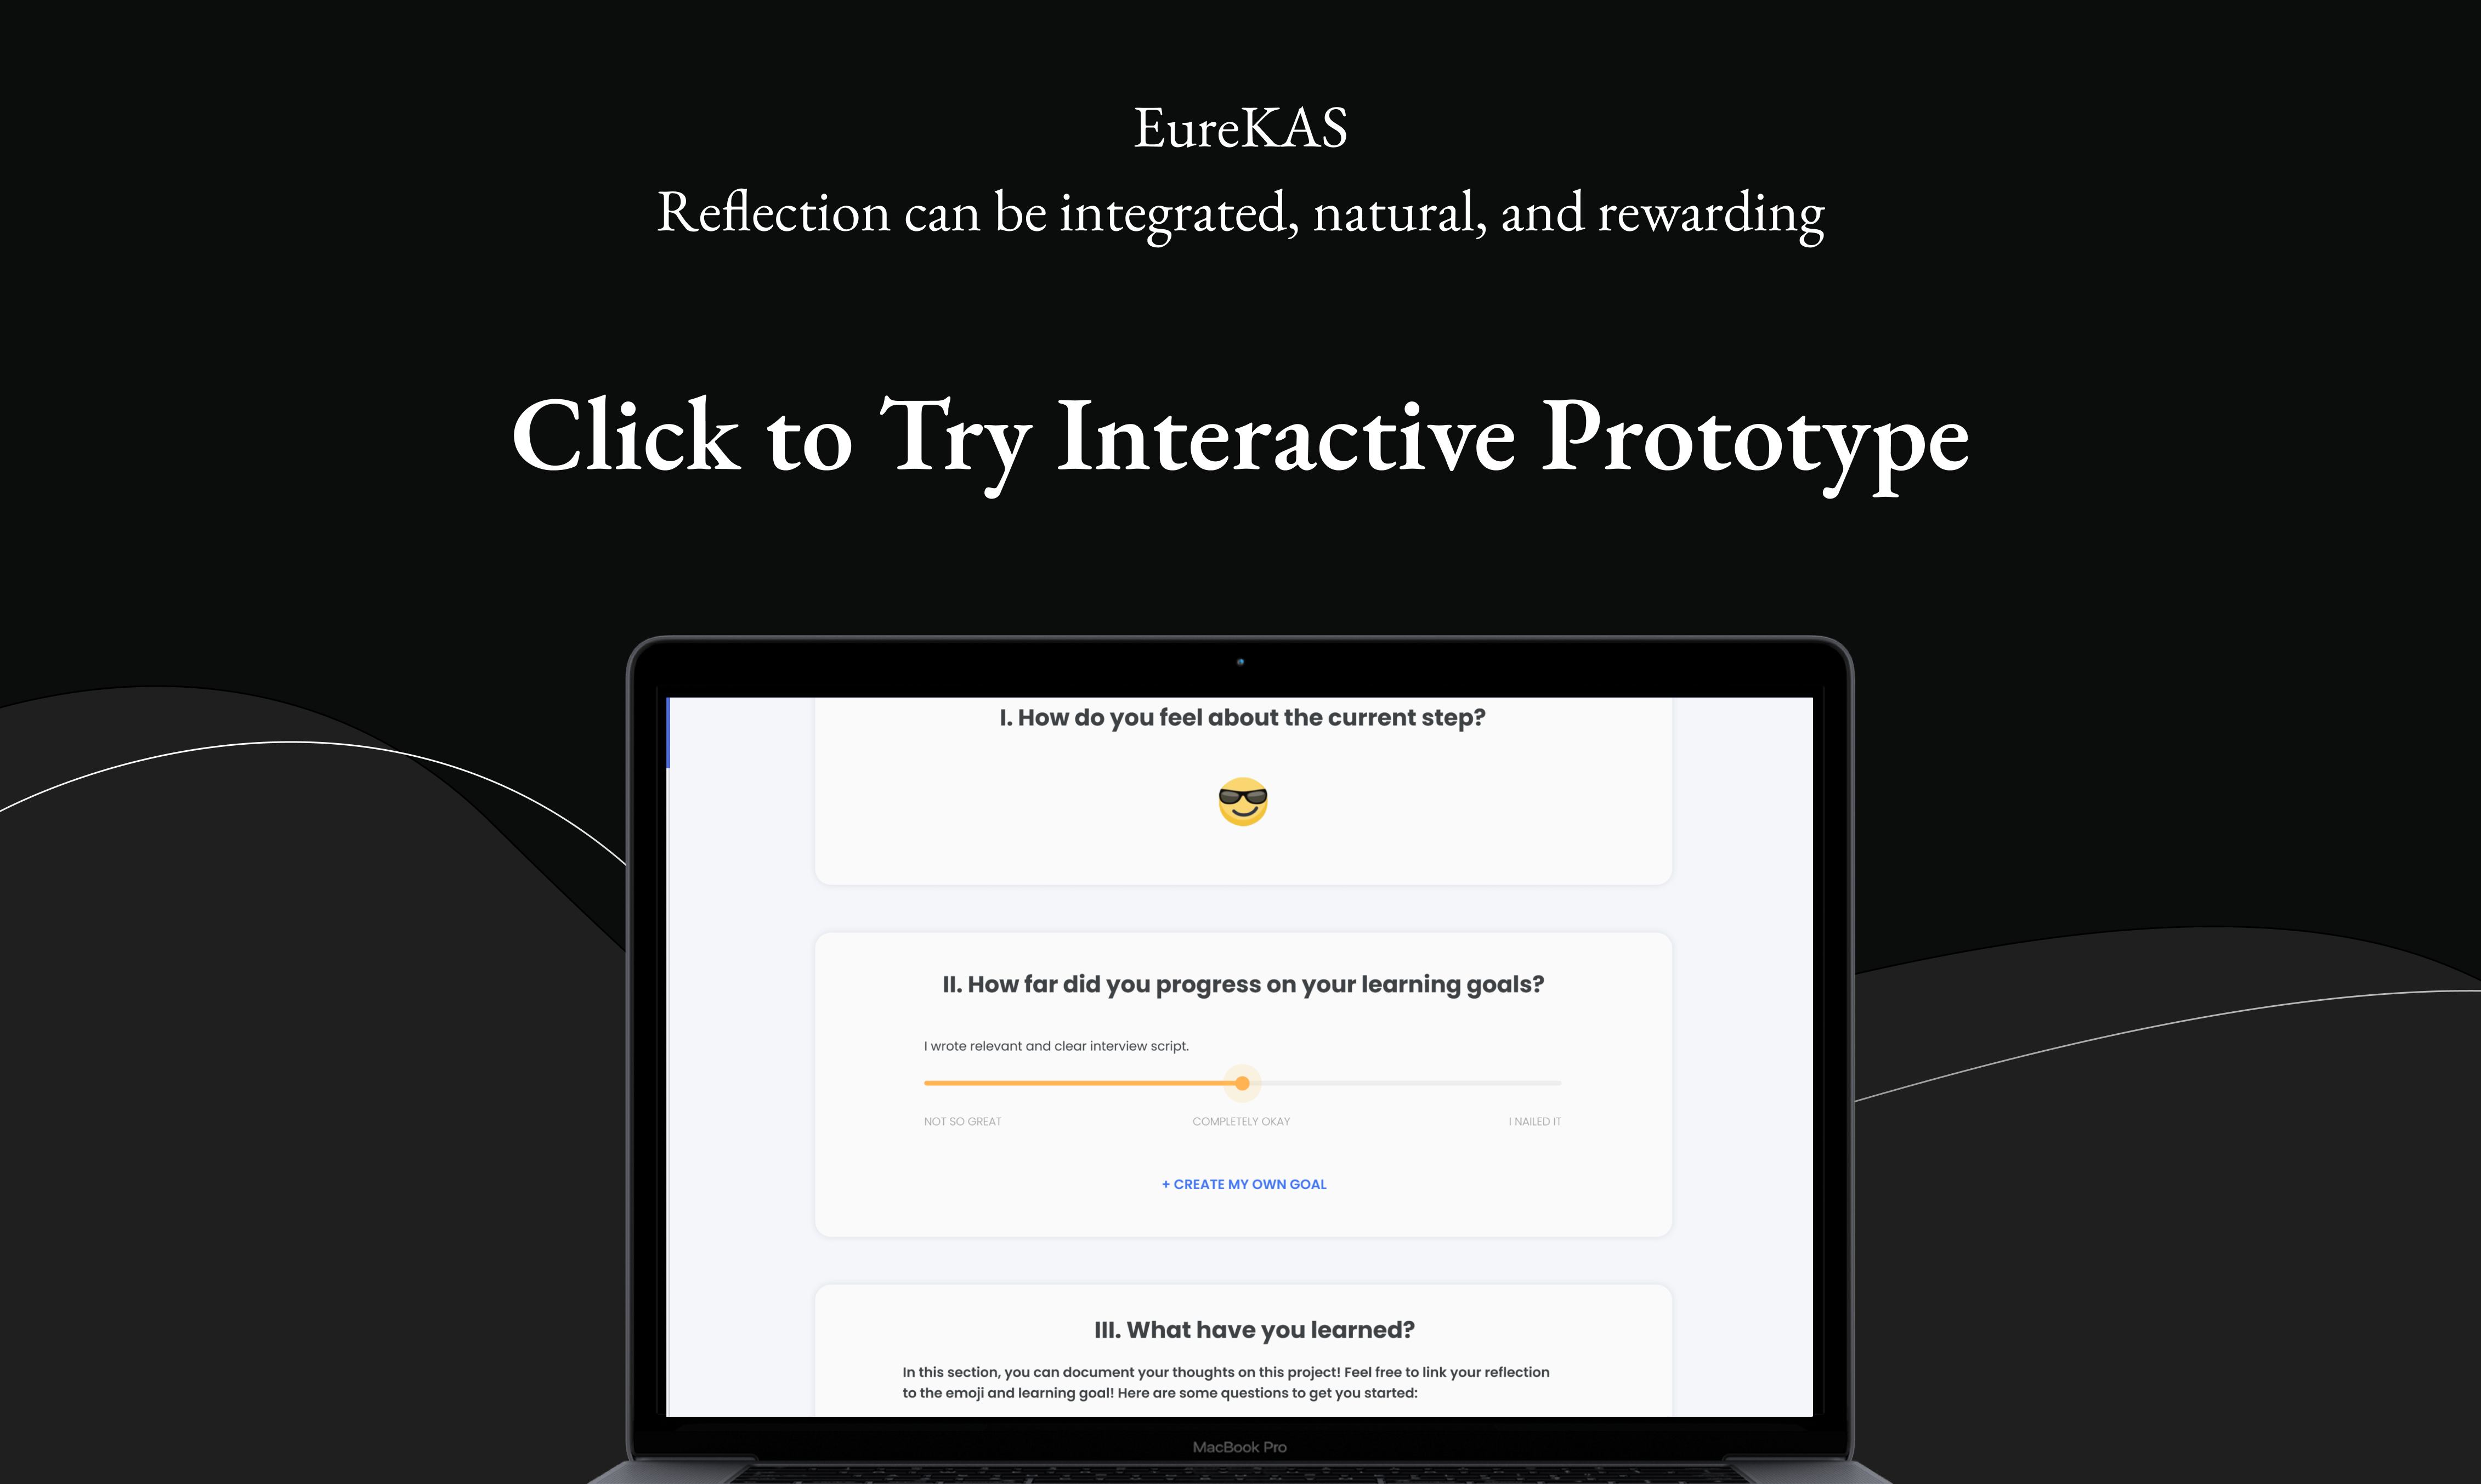 EureKAS
Reflection can be integrated, natural, and rewarding
Click to Try Interactive Prototype
I. How do you feel about the current step?
II. How far did you progress on your learning goals?
I wrote relevant and clear interview script.
NOT SO GREAT
COMPLETELY OKAY
I NAILED IT
+ CREATE MY OWN GOAL
III. What have you learned?
In this section, you can document your thoughts on this project! Feel free to link your reflection
to the emoji and learning goal! Here are some questions to get you started:
MacBook Pro